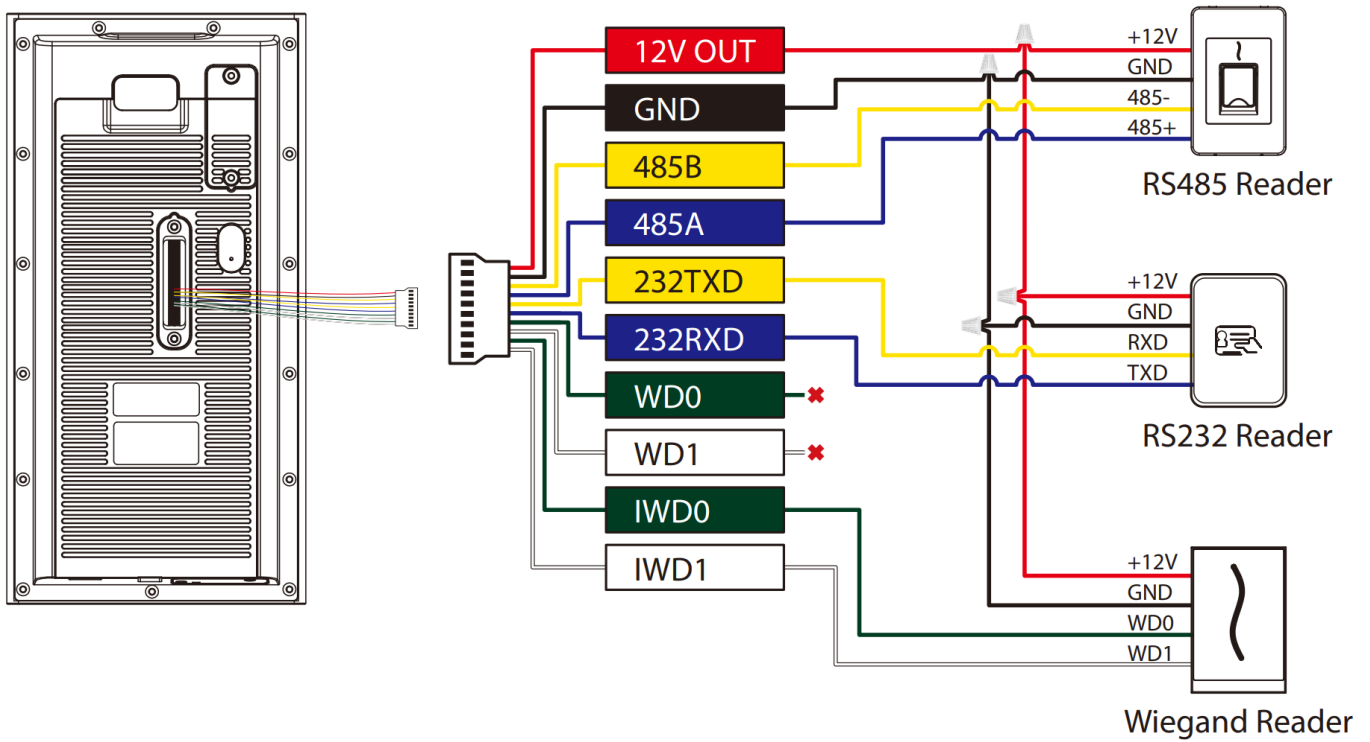 12V OUT
GND
485B
485A
232TXD
232RXD
WD0
WD1
IWD0
IWD1
+12V
GND
485-
485+
RS485 Reader
+12V
GND
RXD
TXD
RS232 Reader
+12V
GND
WD0
WD1
Wiegand Reader